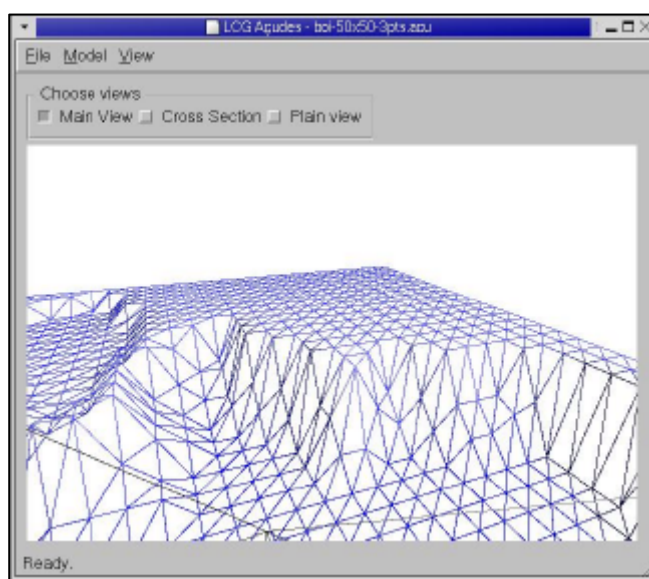 LCG Açudes - boi-50x50-3pts.acu
File Model View
Choose views
Main View Cross Section Plain view
Ready.